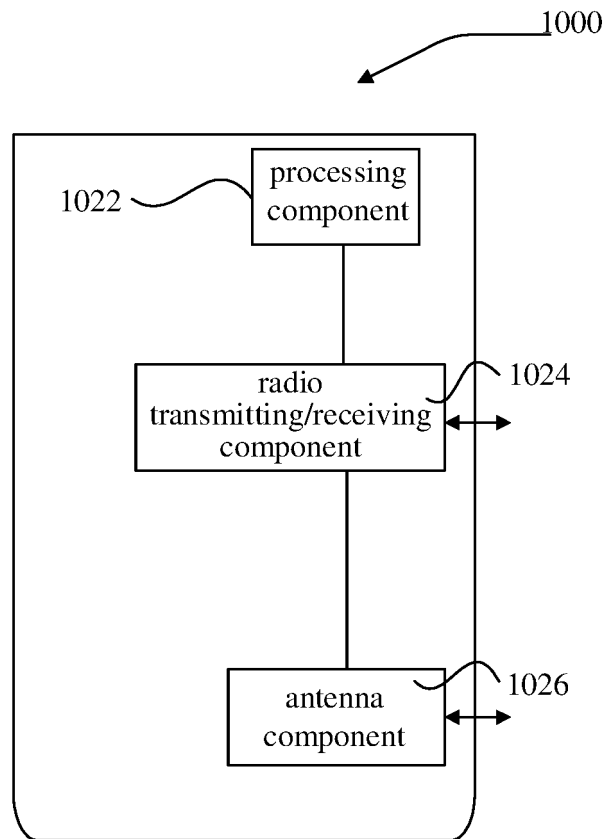 1000
processing
component
1022
radio
transmitting/receiving
component
1024
antenna
component
1026